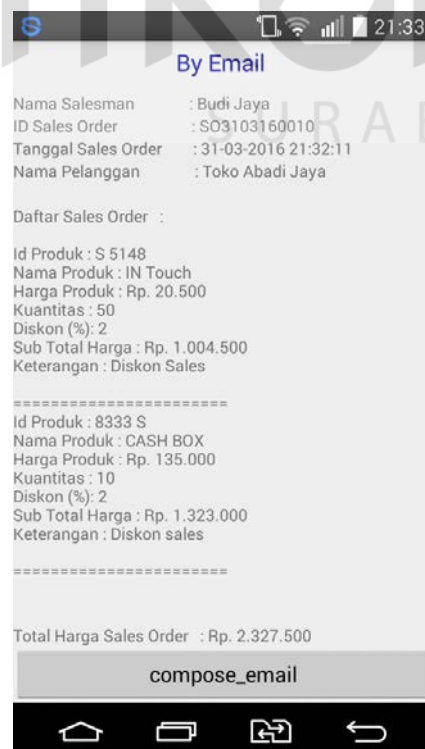 21:33
By Email
Nama Salesman : Budi Jaya
ID Sales Order : SO3103160010
Tanggal Sales Order : 31-03-2016 21:32:11
Nama Pelanggan : Toko Abadi Jaya
Daftar Sales Order :
Id Produk : S 5148
Nama Produk : IN Touch
Harga Produk : Rp. 20.500
Kuantitas : 50
Diskon (%): 2
Sub Total Harga : Rp. 1.004.500
Keterangan : Diskon Sales
========================
Id Produk : 8333 S
Nama Produk : CASH BOX
Harga Produk : Rp. 135.000
Kuantitas : 10
Diskon (%): 2
Sub Total Harga : Rp. 1.323.000
Keterangan : Diskon sales
========================
Total Harga Sales Order : Rp. 2.327.500
compose_email